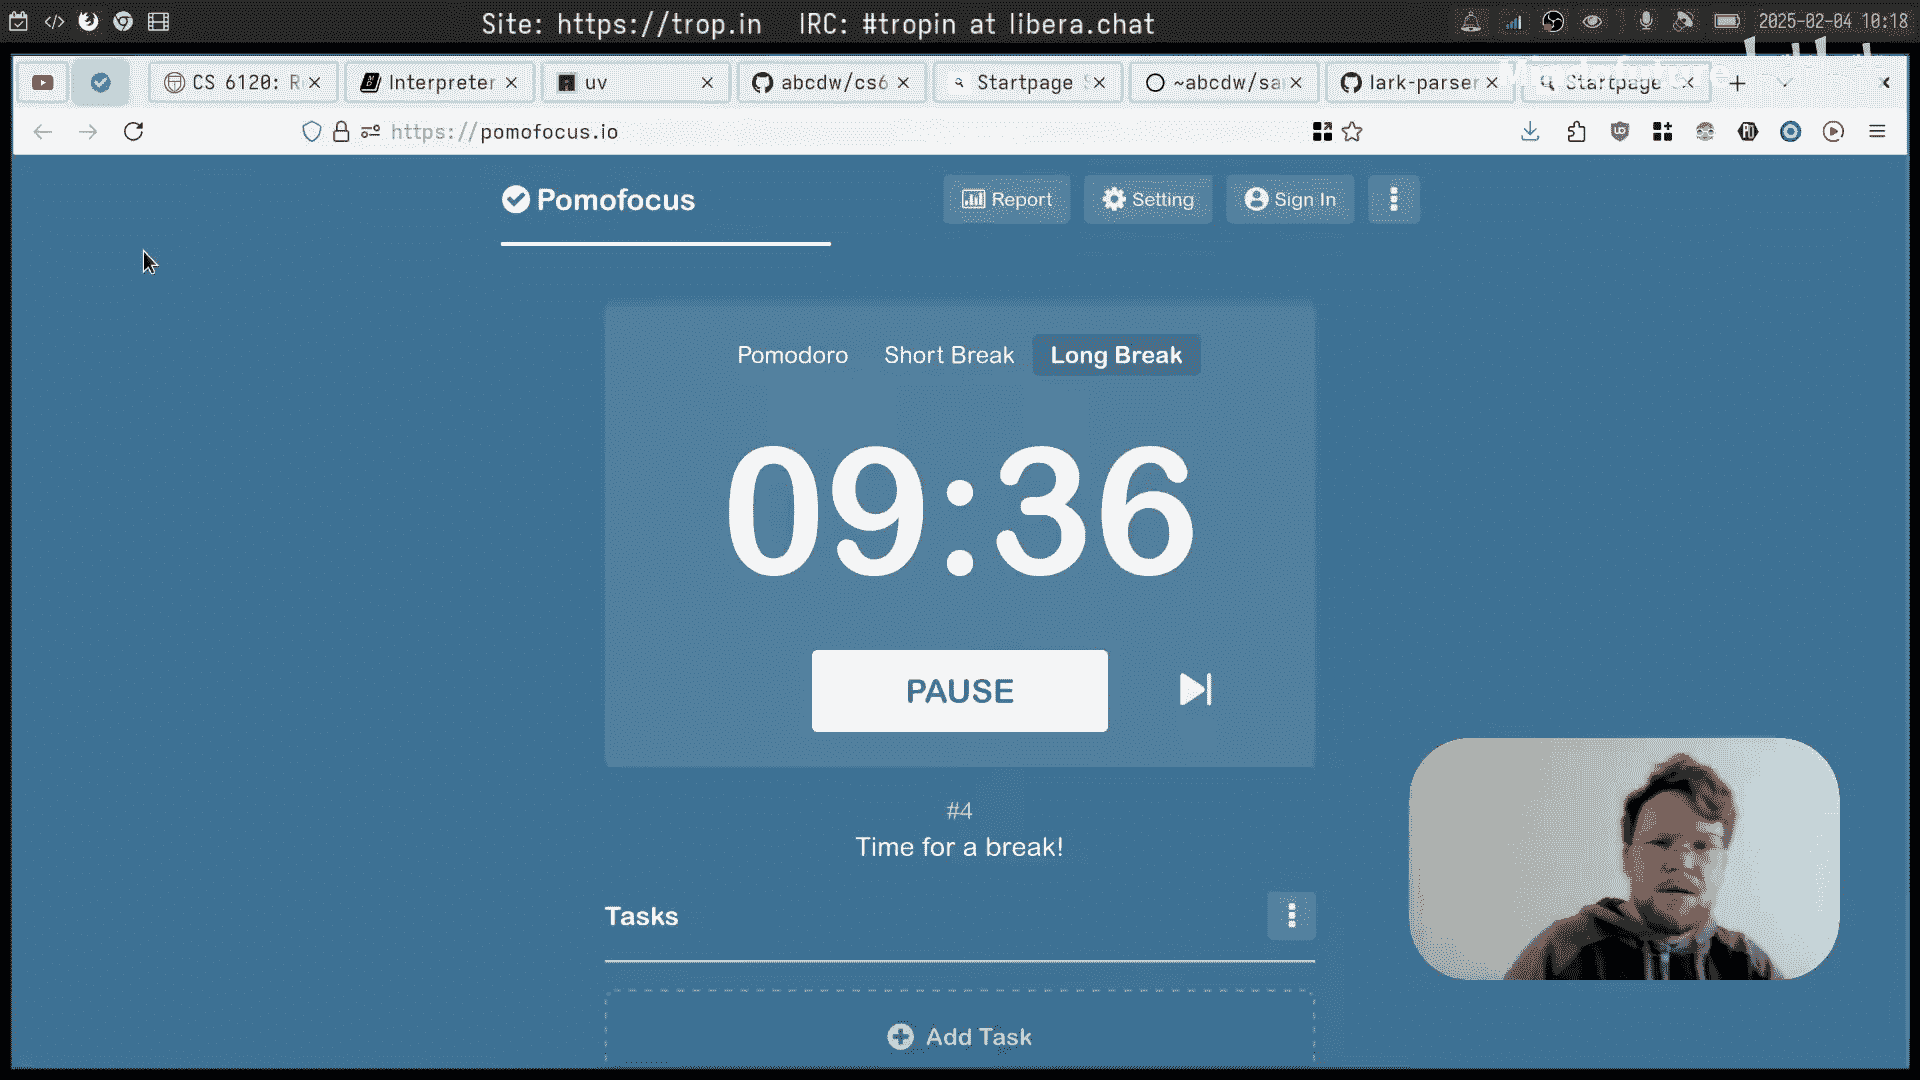 Site: https://trop.in IRC: #tropin at libera.chat
2025-02-04 10:18
CS 6120: R
Interpreter
uv
abcdw/cs6
Startpage
~abcdw/sa
lark-parser
Startpage
https://pomofocus.io
Pomofocus
Report
Setting
Sign In
Pomodoro
Short Break
Long Break
09:36
PAUSE
#4
Time for a break!
Tasks
Add Task